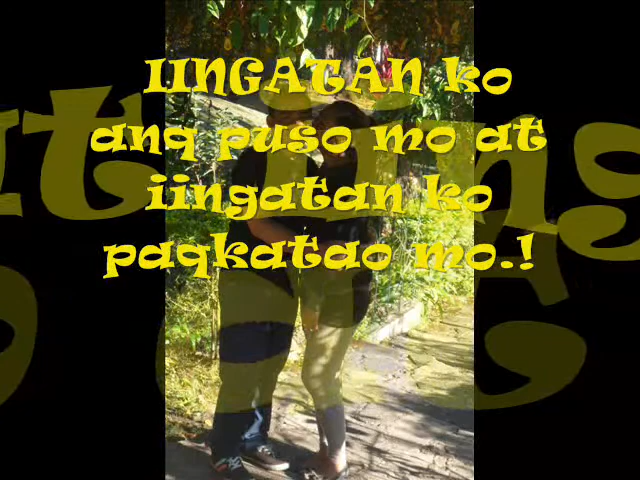 IINGATAN ko
anq puso mo at
iingatan ko
paqkatao mo.!